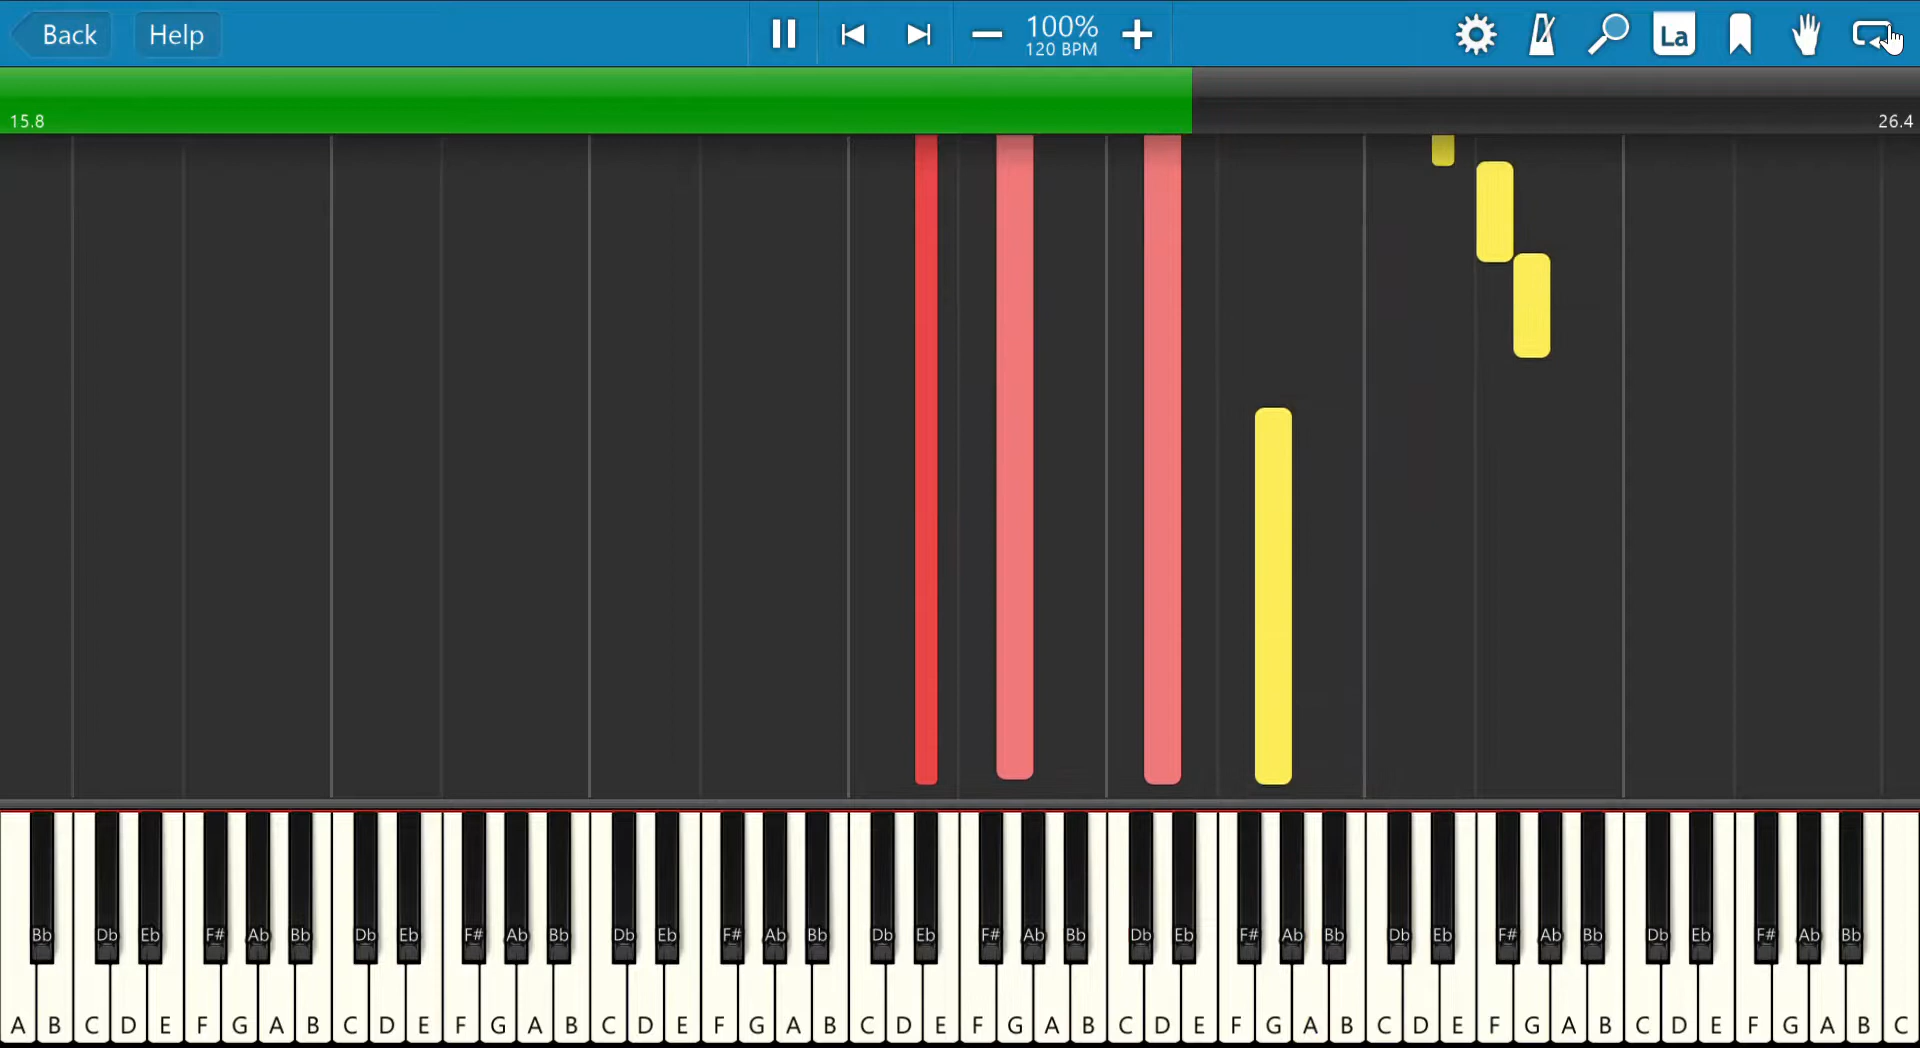 Back Help 100% La
120 BPM
15.8 26.4
Bb Db Eb F# Ab Bb Db Eb F# Ab Bb Db Eb F# Ab Bb Db Eb F# Ab Bb Db Eb F# Ab Bb Db Eb F# Ab Bb Db Eb F# Ab Bb
A B C D E F G A B C D E F G A B C D E F G A B C D E F G A B C D E F G A B C D E F G A B C D E F G A B C